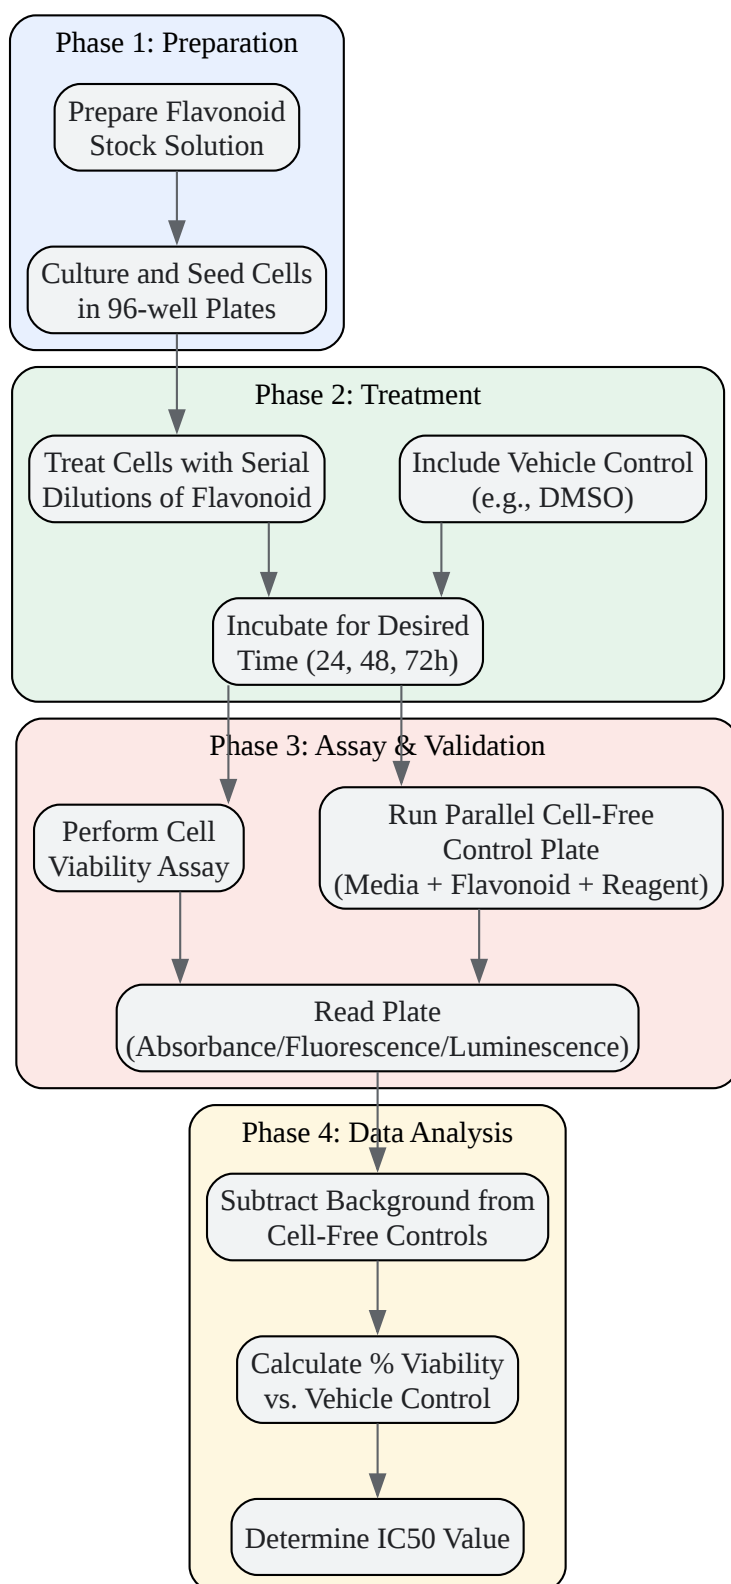 Phase 1: Preparation
Prepare Flavonoid
Stock Solution
Culture and Seed Cells
in 96-well Plates
Phase 2: Treatment
Treat Cells with Serial
Dilutions of Flavonoid
Include Vehicle Control
(e.g., DMSO)
Incubate for Desired
Time (24, 48, 72h)
Phase 3: Assay & Validation
Perform Cell
Viability Assay
Run Parallel Cell-Free
Control Plate
(Media + Flavonoid + Reagent)
Read Plate
(Absorbance/Fluorescence/Luminescence)
Phase 4: Data Analysis
Subtract Background from
Cell-Free Controls
Calculate % Viability
vs. Vehicle Control
Determine IC50 Value